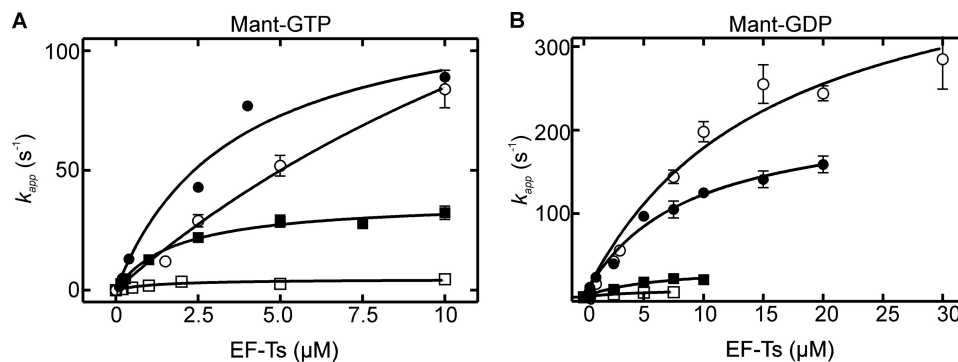 A
Mant-GTP
100
50
0
k_app (s⁻¹)
0
2.5
5.0
7.5
10
EF-Ts (µM)
B
Mant-GDP
300
200
100
0
k_app (s⁻¹)
0
5
10
15
20
25
30
EF-Ts (µM)